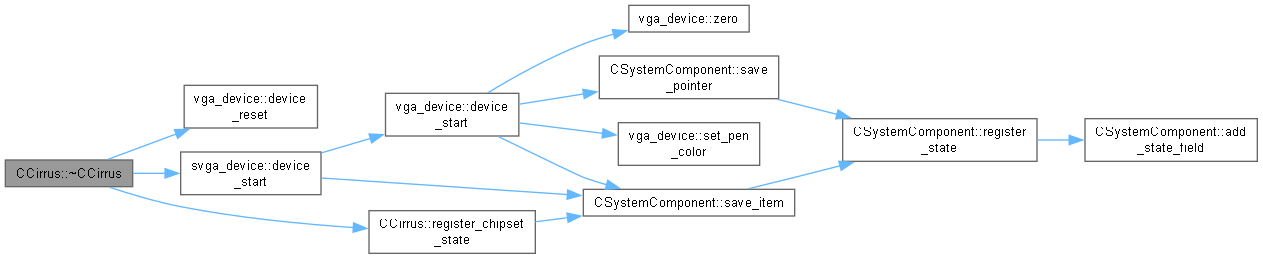 CCirrus::~CCirrus
vga_device::device
_reset
svga_device::device
_start
CCirrus::register_chipset
_state
vga_device::device
_start
vga_device::zero
CSystemComponent::save
_pointer
vga_device::set_pen
_color
CSystemComponent::save_item
CSystemComponent::register
_state
CSystemComponent::add
_state_field